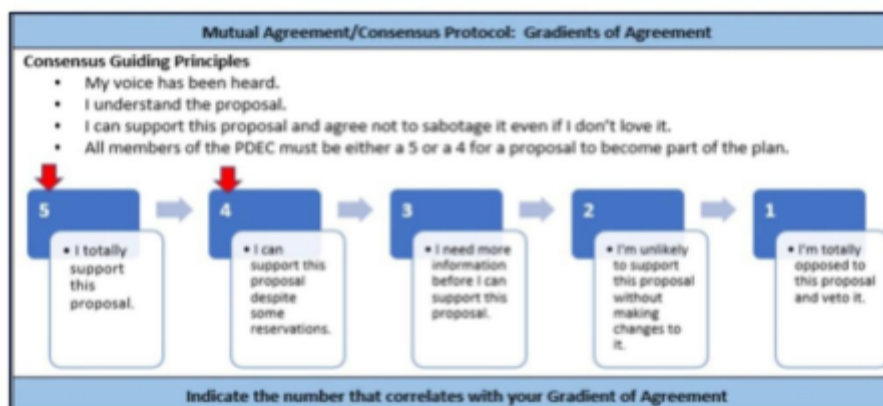 Mutual Agreement/Consensus Protocol: Gradients of Agreement
Consensus Guiding Principles
• My voice has been heard.
• I understand the proposal.
• I can support this proposal and agree not to sabotage it even if I don't love it.
• All members of the PDEC must be either a 5 or a 4 for a proposal to become part of the plan.
5
• I totally
support
this
proposal.
4
• I can
support this
proposal
despite
some
reservations.
3
• I need more
information
before I can
support this
proposal.
2
• I'm unlikely
to support
this proposal
without
making
changes to
it.
1
• I'm totally
opposed to
this proposal
and veto it.
Indicate the number that correlates with your Gradient of Agreement